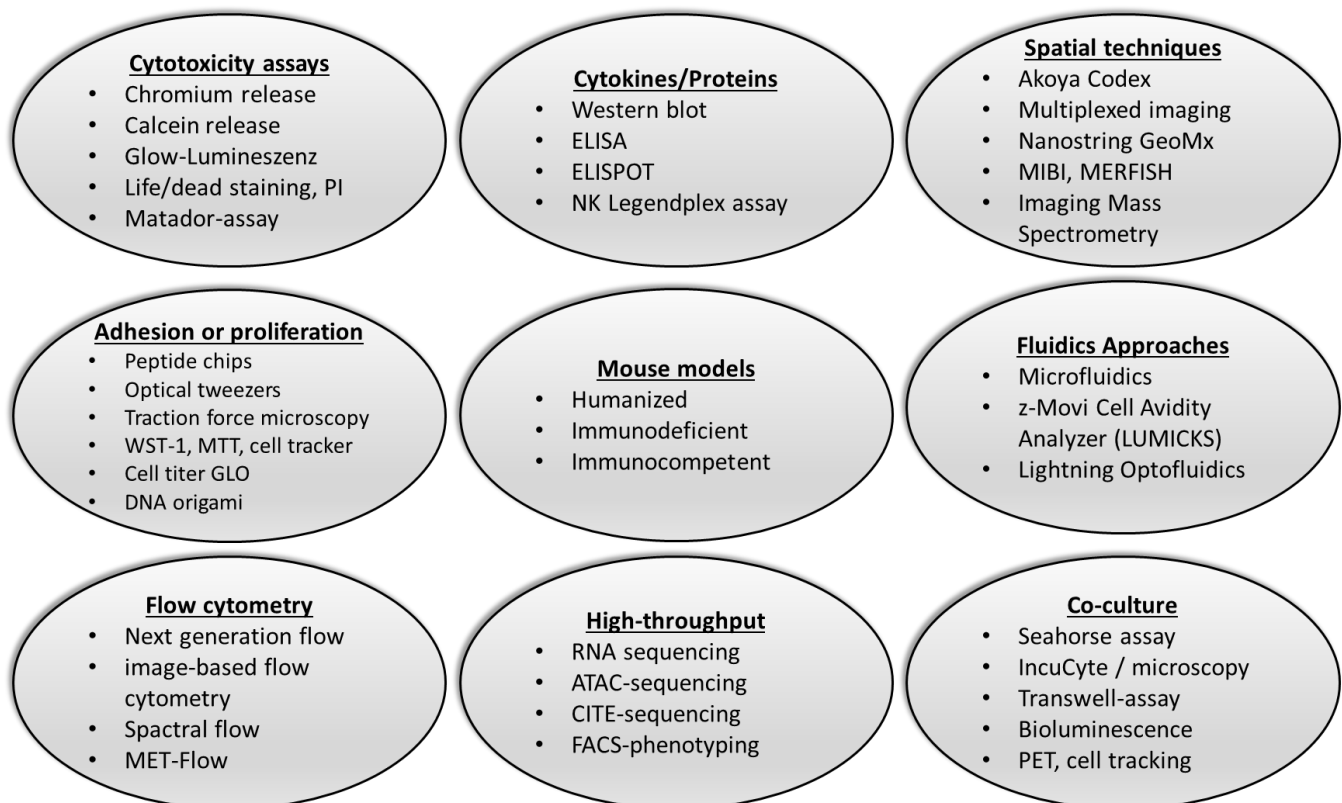 Cytotoxicity assays
• Chromium release
• Calcein release
• Glow-Lumineszenz
• Life/dead staining, PI
• Matador-assay
Cytokines/Proteins
• Western blot
• ELISA
• ELISPOT
• NK Legendplex assay
Spatial techniques
• Akoya Codex
• Multiplexed imaging
• Nanostring GeoMx
• MIBI, MERFISH
• Imaging Mass
Spectrometry
Adhesion or proliferation
• Peptide chips
• Optical tweezers
• Traction force microscopy
• WST-1, MTT, cell tracker
• Cell titer GLO
• DNA origami
Mouse models
• Humanized
• Immunodeficient
• Immunocompetent
Fluidics Approaches
• Microfluidics
• z-Movi Cell Avidity
Analyzer (LUMICKS)
• Lightning Optofluidics
Flow cytometry
• Next generation flow
• image-based flow
cytometry
• Spactral flow
• MET-Flow
High-throughput
• RNA sequencing
• ATAC-sequencing
• CITE-sequencing
• FACS-phenotyping
Co-culture
• Seahorse assay
• IncuCyte / microscopy
• Transwell-assay
• Bioluminescence
• PET, cell tracking